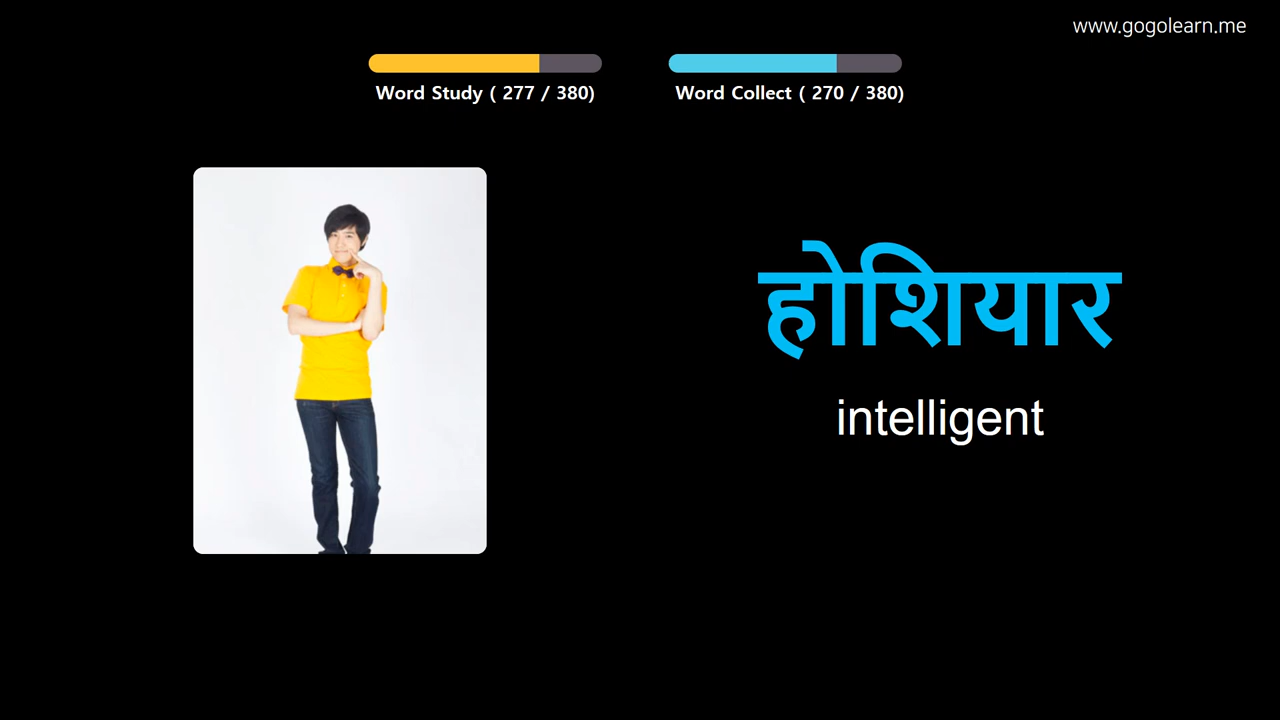 www.gogolearn.me
Word Study ( 277 / 380)
Word Collect ( 270 / 380)
होशियार
intelligent